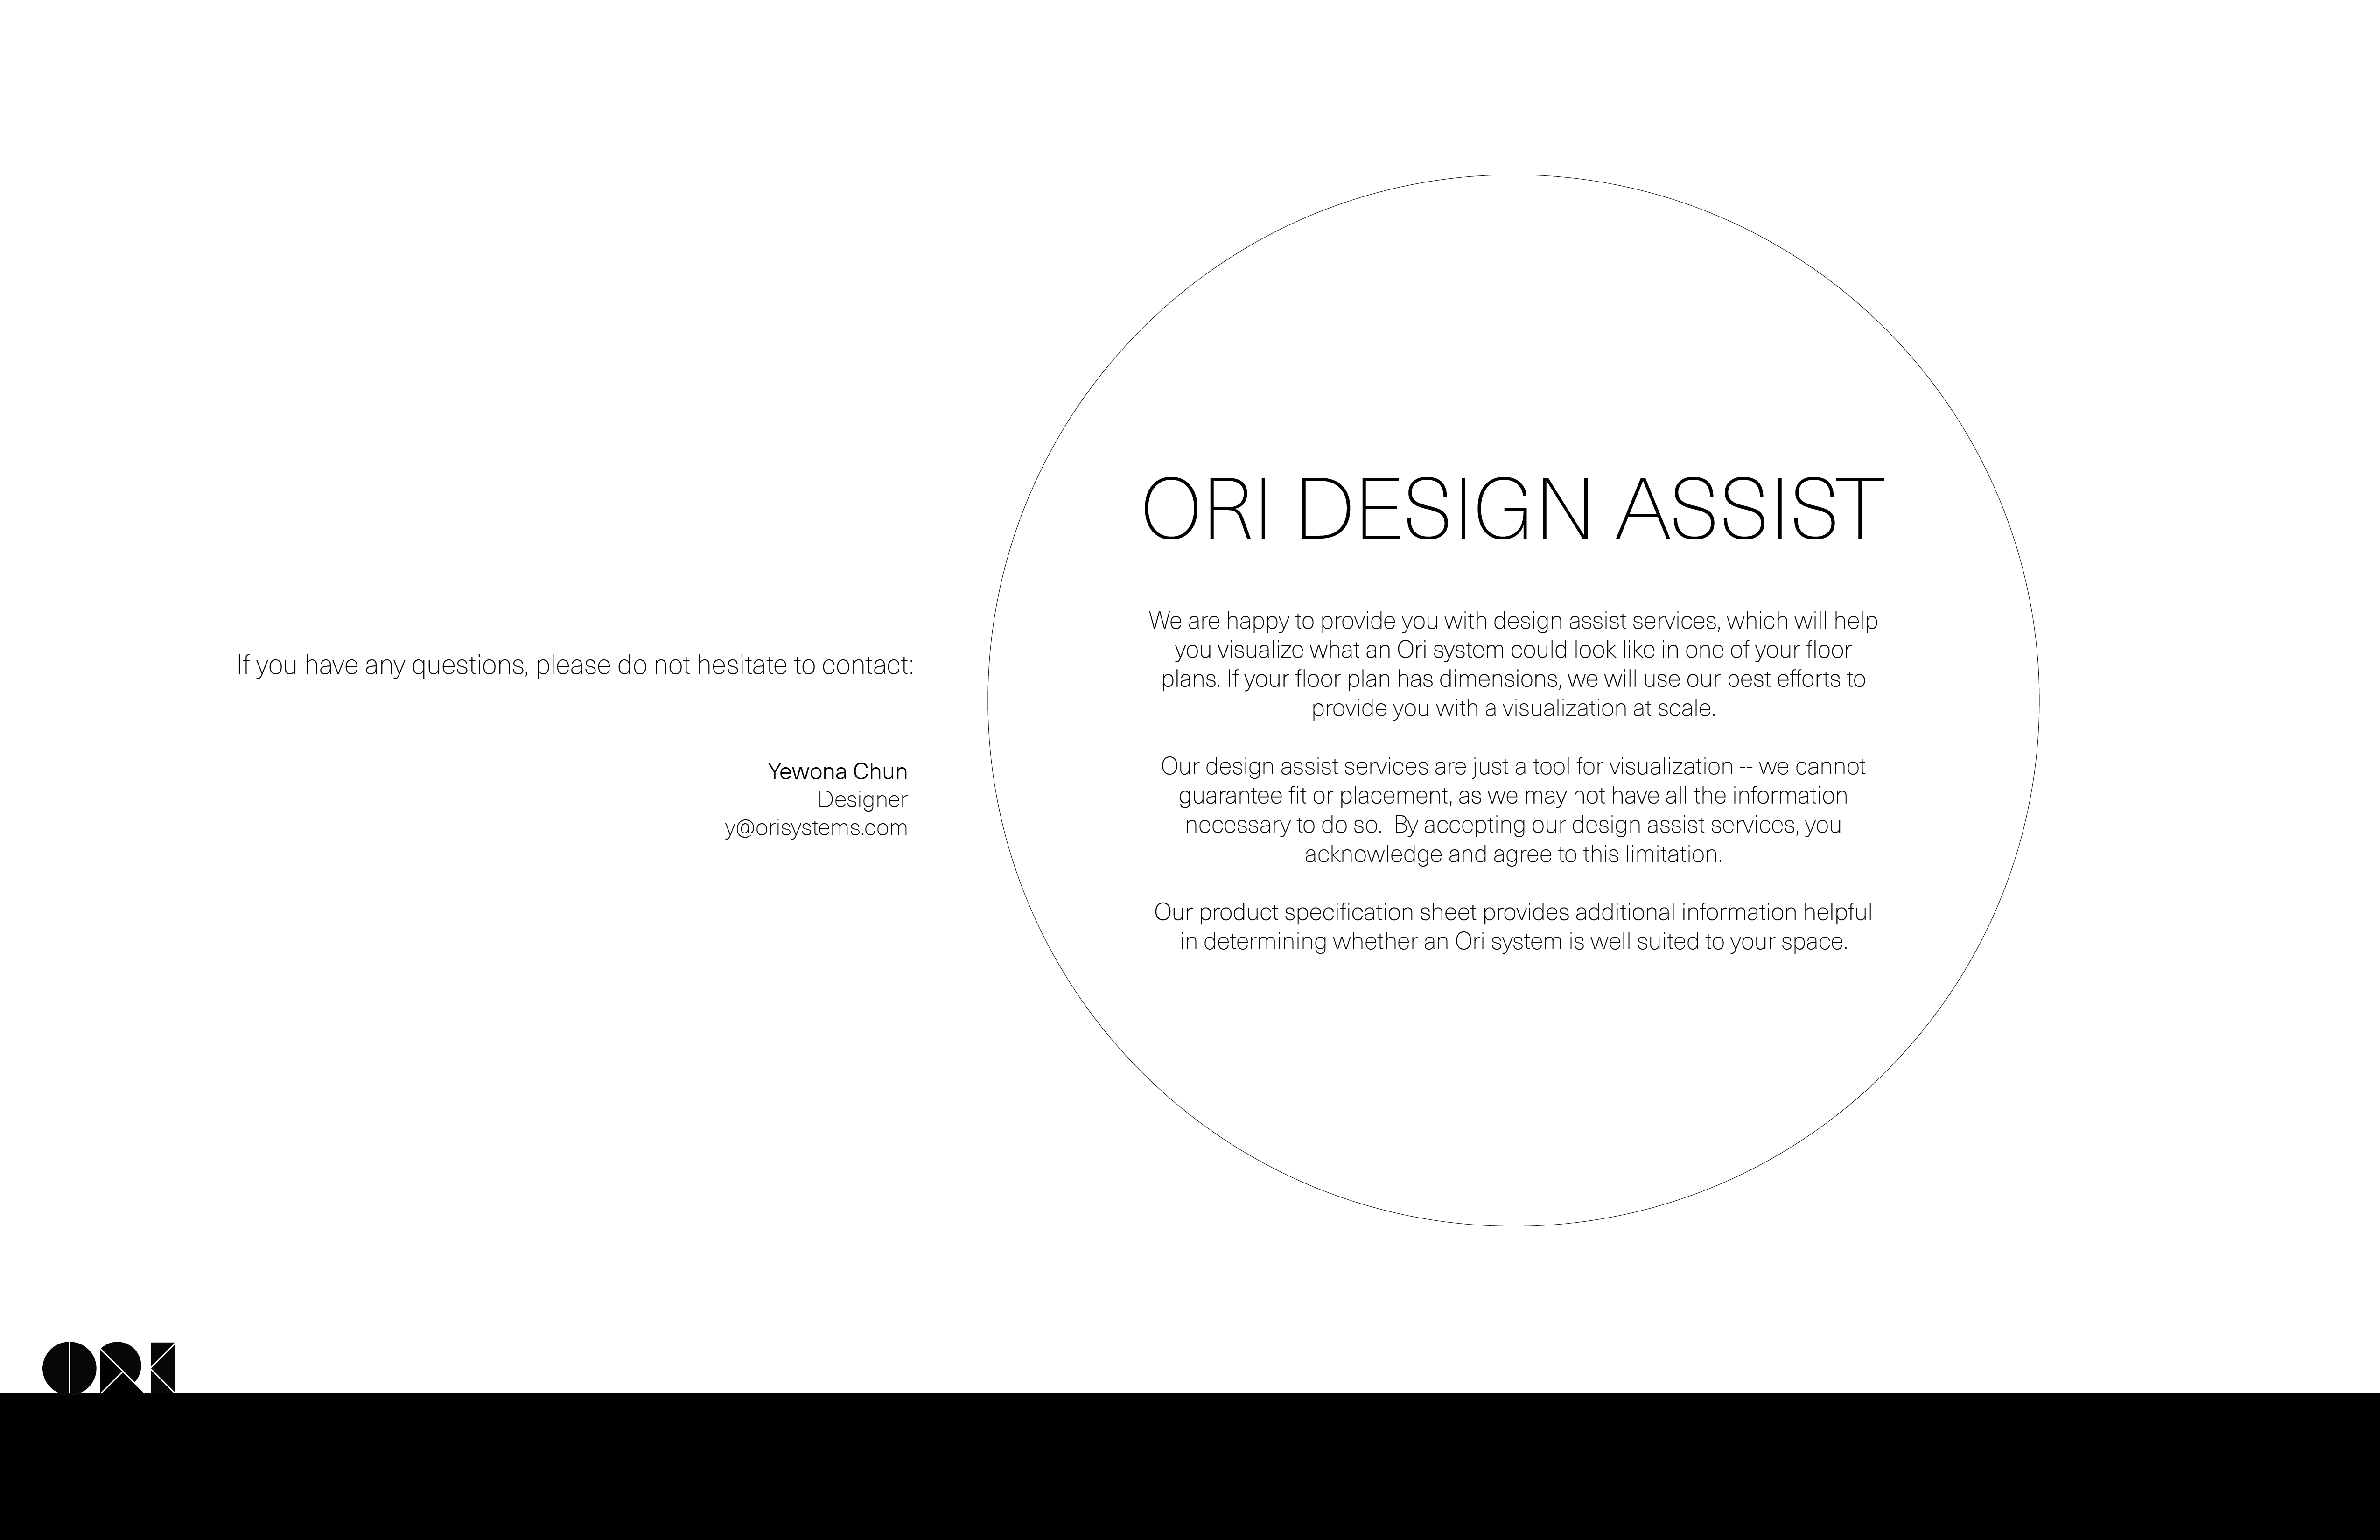 If you have any questions, please do not hesitate to contact:
Yewona Chun
Designer
y@orisystems.com
ORI DESIGN ASSIST
We are happy to provide you with design assist services, which will help
you visualize what an Ori system could look like in one of your floor
plans. If your floor plan has dimensions, we will use our best efforts to
provide you with a visualization at scale.
Our design assist services are just a tool for visualization -- we cannot
guarantee fit or placement, as we may not have all the information
necessary to do so.  By accepting our design assist services, you
acknowledge and agree to this limitation.
Our product specification sheet provides additional information helpful
in determining whether an Ori system is well suited to your space.
ORI